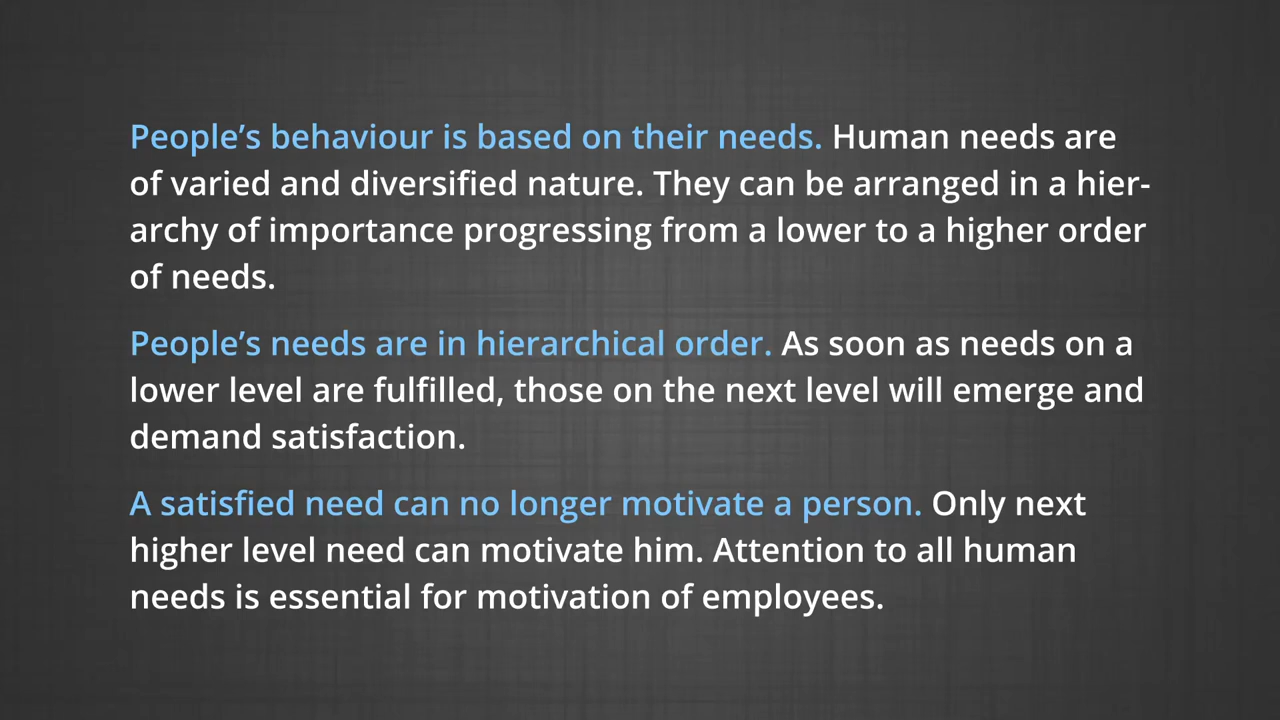 People’s behaviour is based on their needs. Human needs are
of varied and diversified nature. They can be arranged in a hier-
archy of importance progressing from a lower to a higher order
of needs.
People’s needs are in hierarchical order. As soon as needs on a
lower level are fulfilled, those on the next level will emerge and
demand satisfaction.
A satisfied need can no longer motivate a person. Only next
higher level need can motivate him. Attention to all human
needs is essential for motivation of employees.